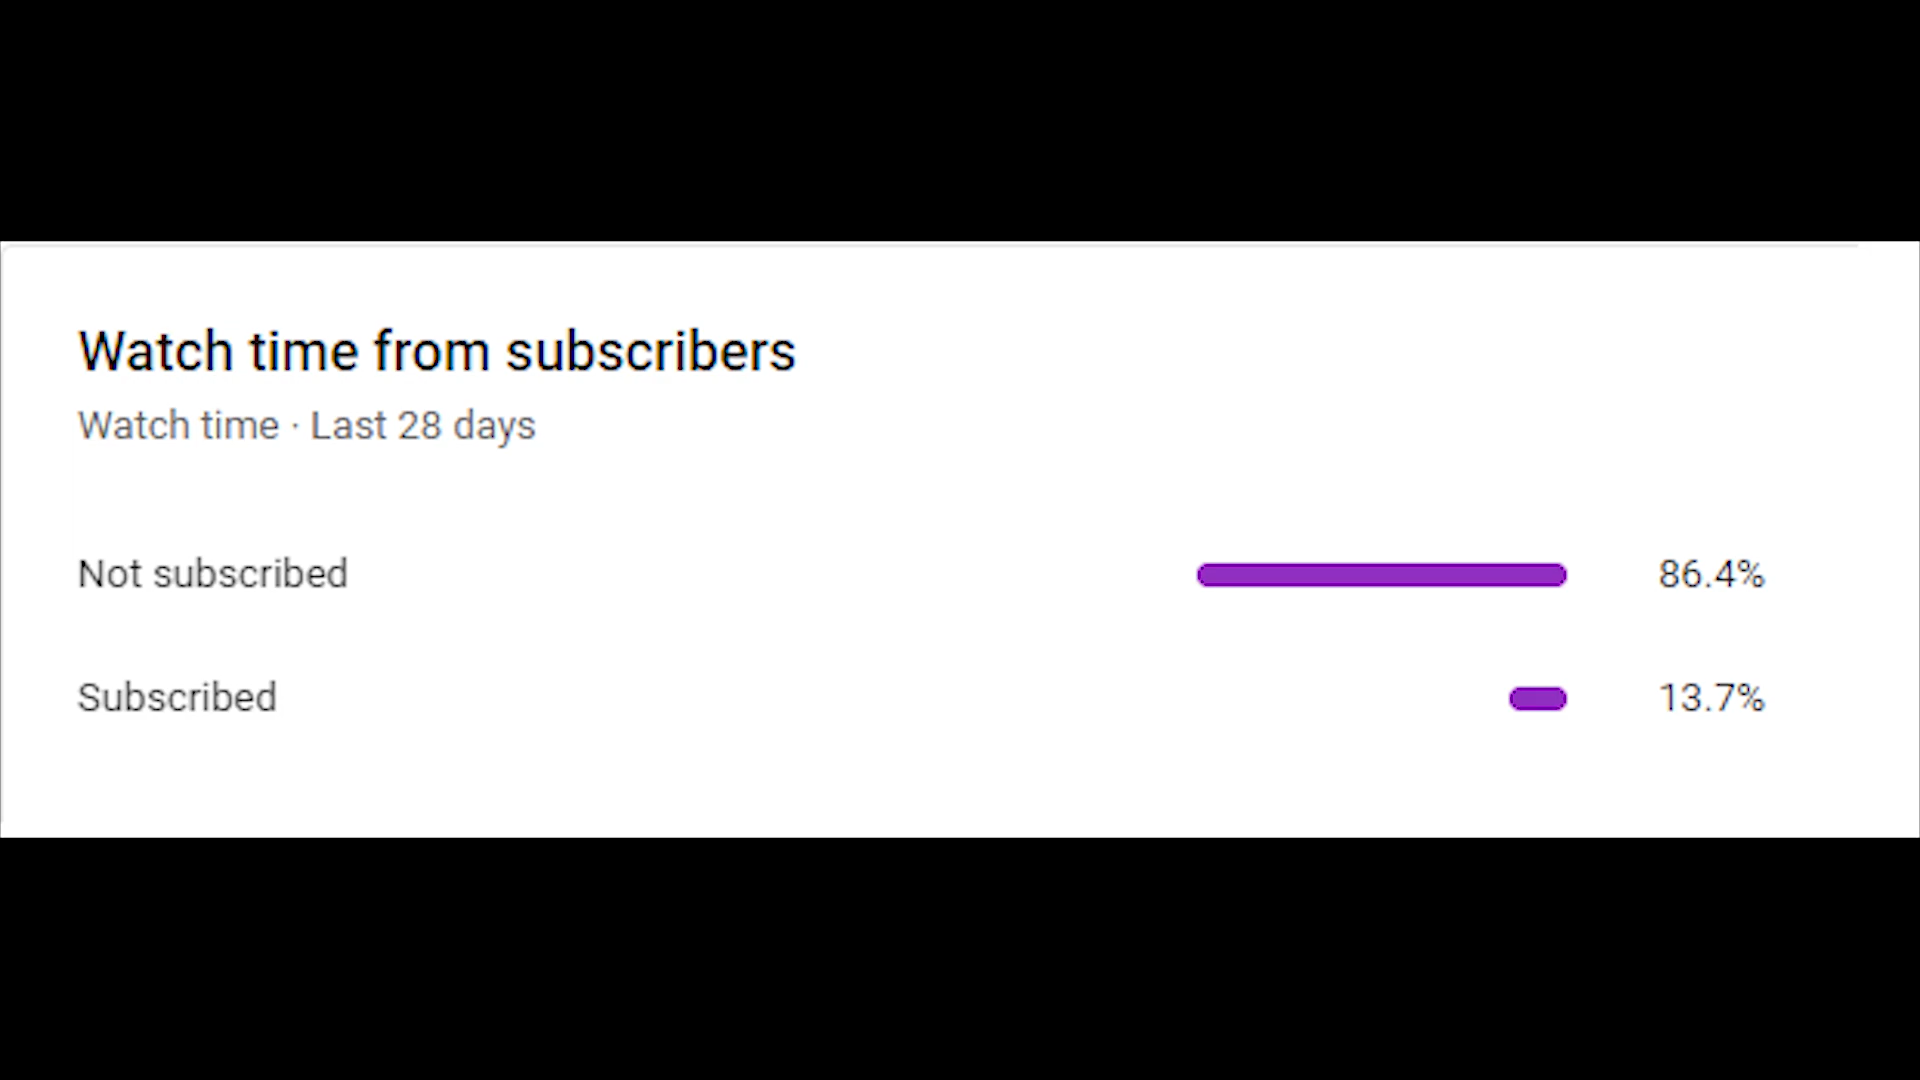 Watch time from subscribers
Watch time · Last 28 days
Not subscribed 86.4%
Subscribed 13.7%